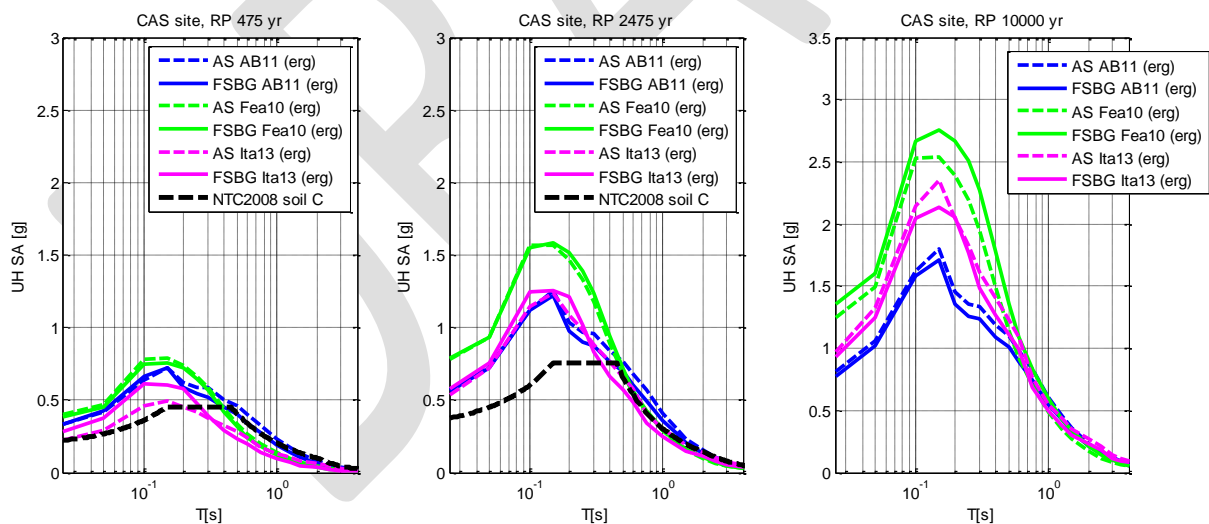 CAS site, RP 475 yr
3
2.5
2
1.5
1
0.5
0
UH SA [g]
AS AB11 (erg)
FSBG AB11 (erg)
AS Fea10 (erg)
FSBG Fea10 (erg)
AS Ita13 (erg)
FSBG Ita13 (erg)
NTC2008 soil C
10-1
100
T[s]
CAS site, RP 2475 yr
3
2.5
2
1.5
1
0.5
0
UH SA [g]
AS AB11 (erg)
FSBG AB11 (erg)
AS Fea10 (erg)
FSBG Fea10 (erg)
AS Ita13 (erg)
FSBG Ita13 (erg)
NTC2008 soil C
10-1
100
T[s]
CAS site, RP 10000 yr
3.5
3
2.5
2
1.5
1
0.5
0
UH SA [g]
AS AB11 (erg)
FSBG AB11 (erg)
AS Fea10 (erg)
FSBG Fea10 (erg)
AS Ita13 (erg)
FSBG Ita13 (erg)
10-1
100
T[s]